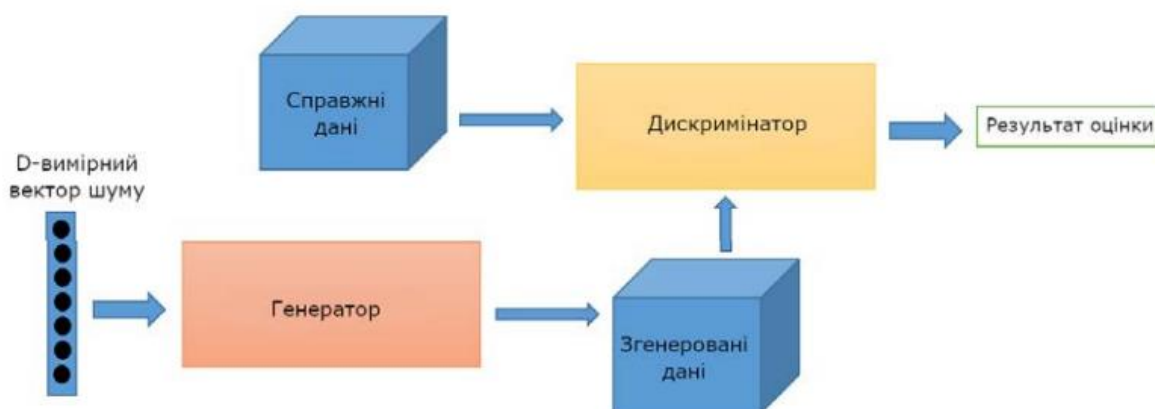 Справжні
дані
Дискримінатор
Результат оцінки
D-вимірний
вектор шуму
Генератор
Згенеровані
дані